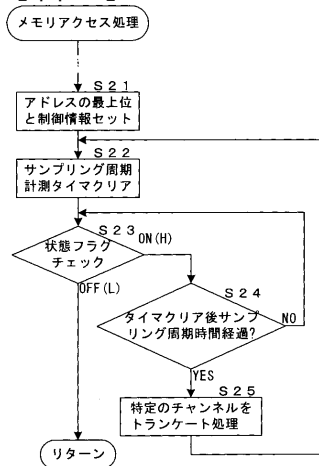 メモリアクセス処理
S21
アドレスの最上位
と制御情報セット
S22
サンプリング周期
計測タイマクリア
S23
状態フラグ
チェック
ON(H)
OFF(L)
S24
タイマクリア後サンプ
リング周期時間経過?
NO
YES
S25
特定のチャンネルを
トランケート処理
リターン